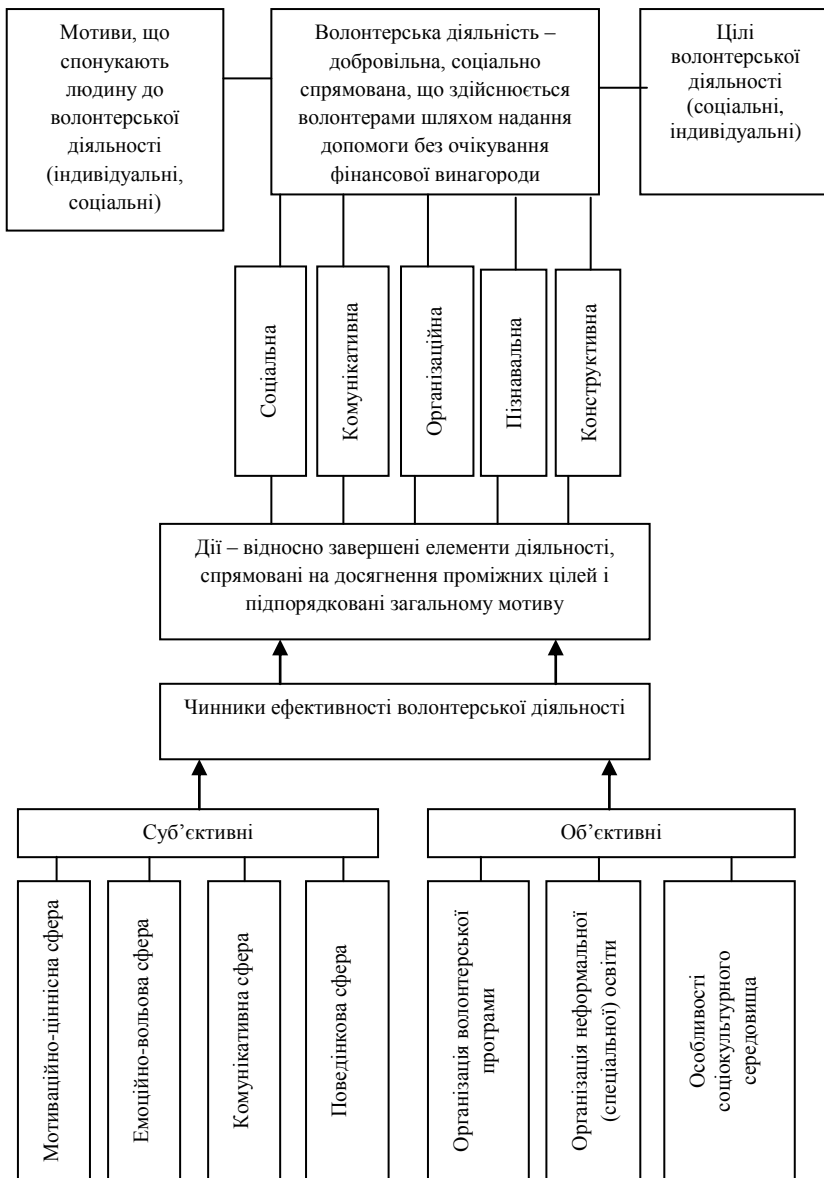 Мотиви, що
спонукають
людину до
волонтерської
діяльності
(індивідуальні,
соціальні)
Волонтерська діяльність –
добровільна, соціально
спрямована, що здійснюється
волонтерами шляхом надання
допомоги без очікування
фінансової винагороди
Цілі
волонтерської
діяльності
(соціальні,
індивідуальні)
Соціальна
Комунікативна
Організаційна
Пізнавальна
Конструктивна
Дії – відносно завершені елементи діяльності,
спрямовані на досягнення проміжних цілей і
підпорядковані загальному мотиву
Чинники ефективності волонтерської діяльності
Суб’єктивні
Об’єктивні
Мотиваційно-ціннісна сфера
Емоційно-вольова сфера
Комунікативна сфера
Поведінкова сфера
Організація волонтерської
програми
Організація неформальної
(спеціальної) освіти
Особливості
соціокультурного
середовища